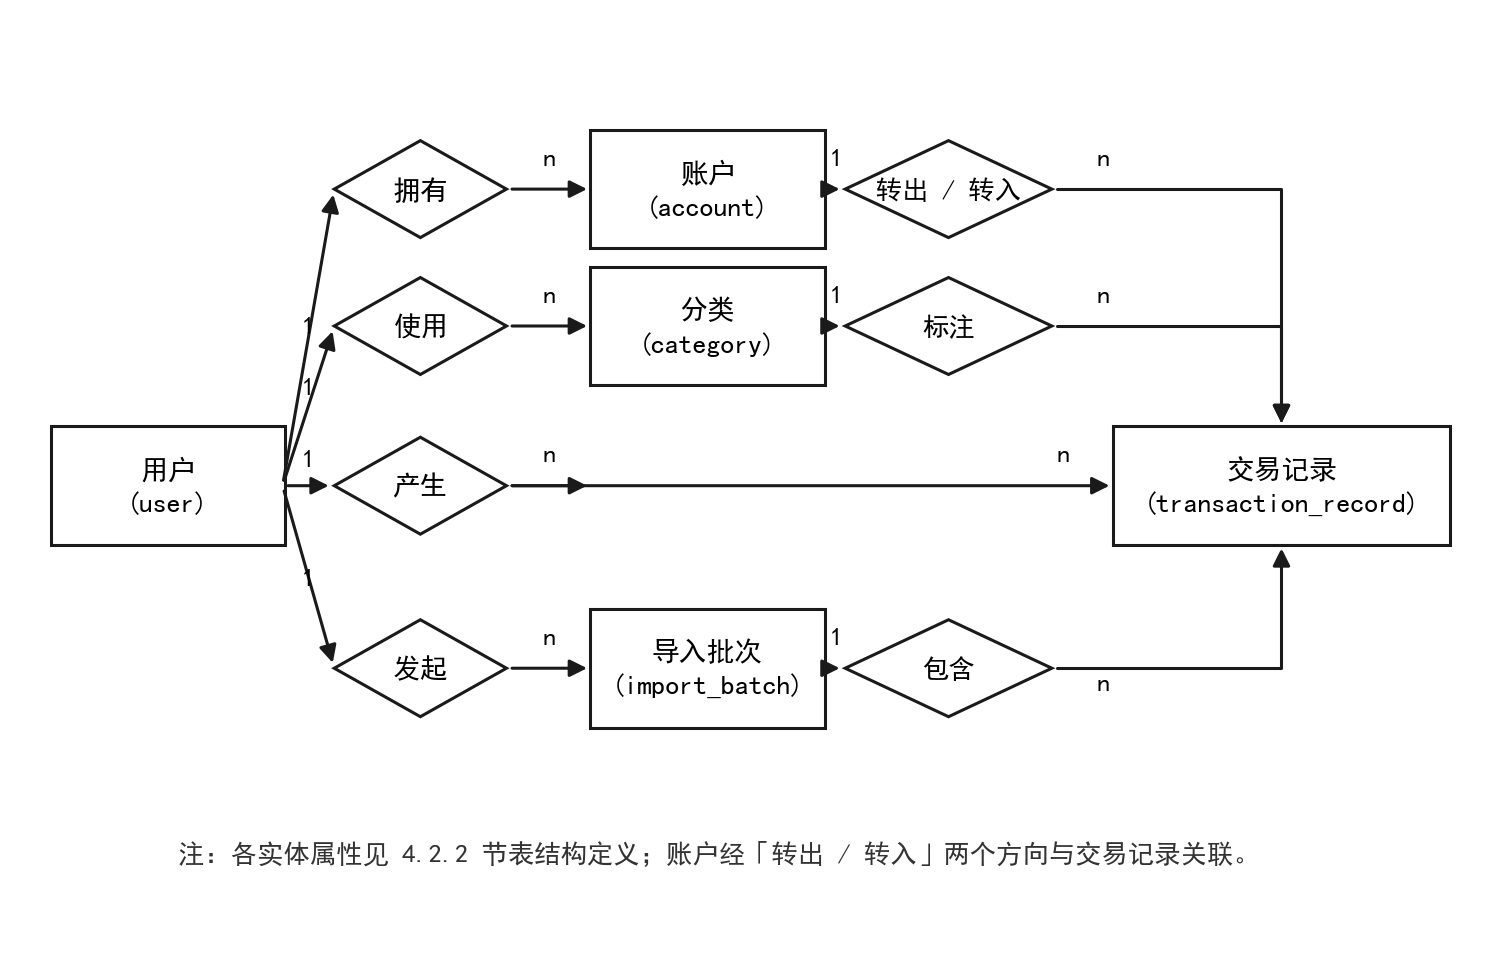 拥有
n
账户
(account)
1
转出 / 转入
n
1
使用
n
分类
(category)
1
标注
n
1
用户
(user)
1
产生
n
n
交易记录
(transaction_record)
1
发起
n
导入批次
(import_batch)
1
包含
n
注: 各实体属性见 4.2.2 节表结构定义; 账户经「转出 / 转入」两个方向与交易记录关联。